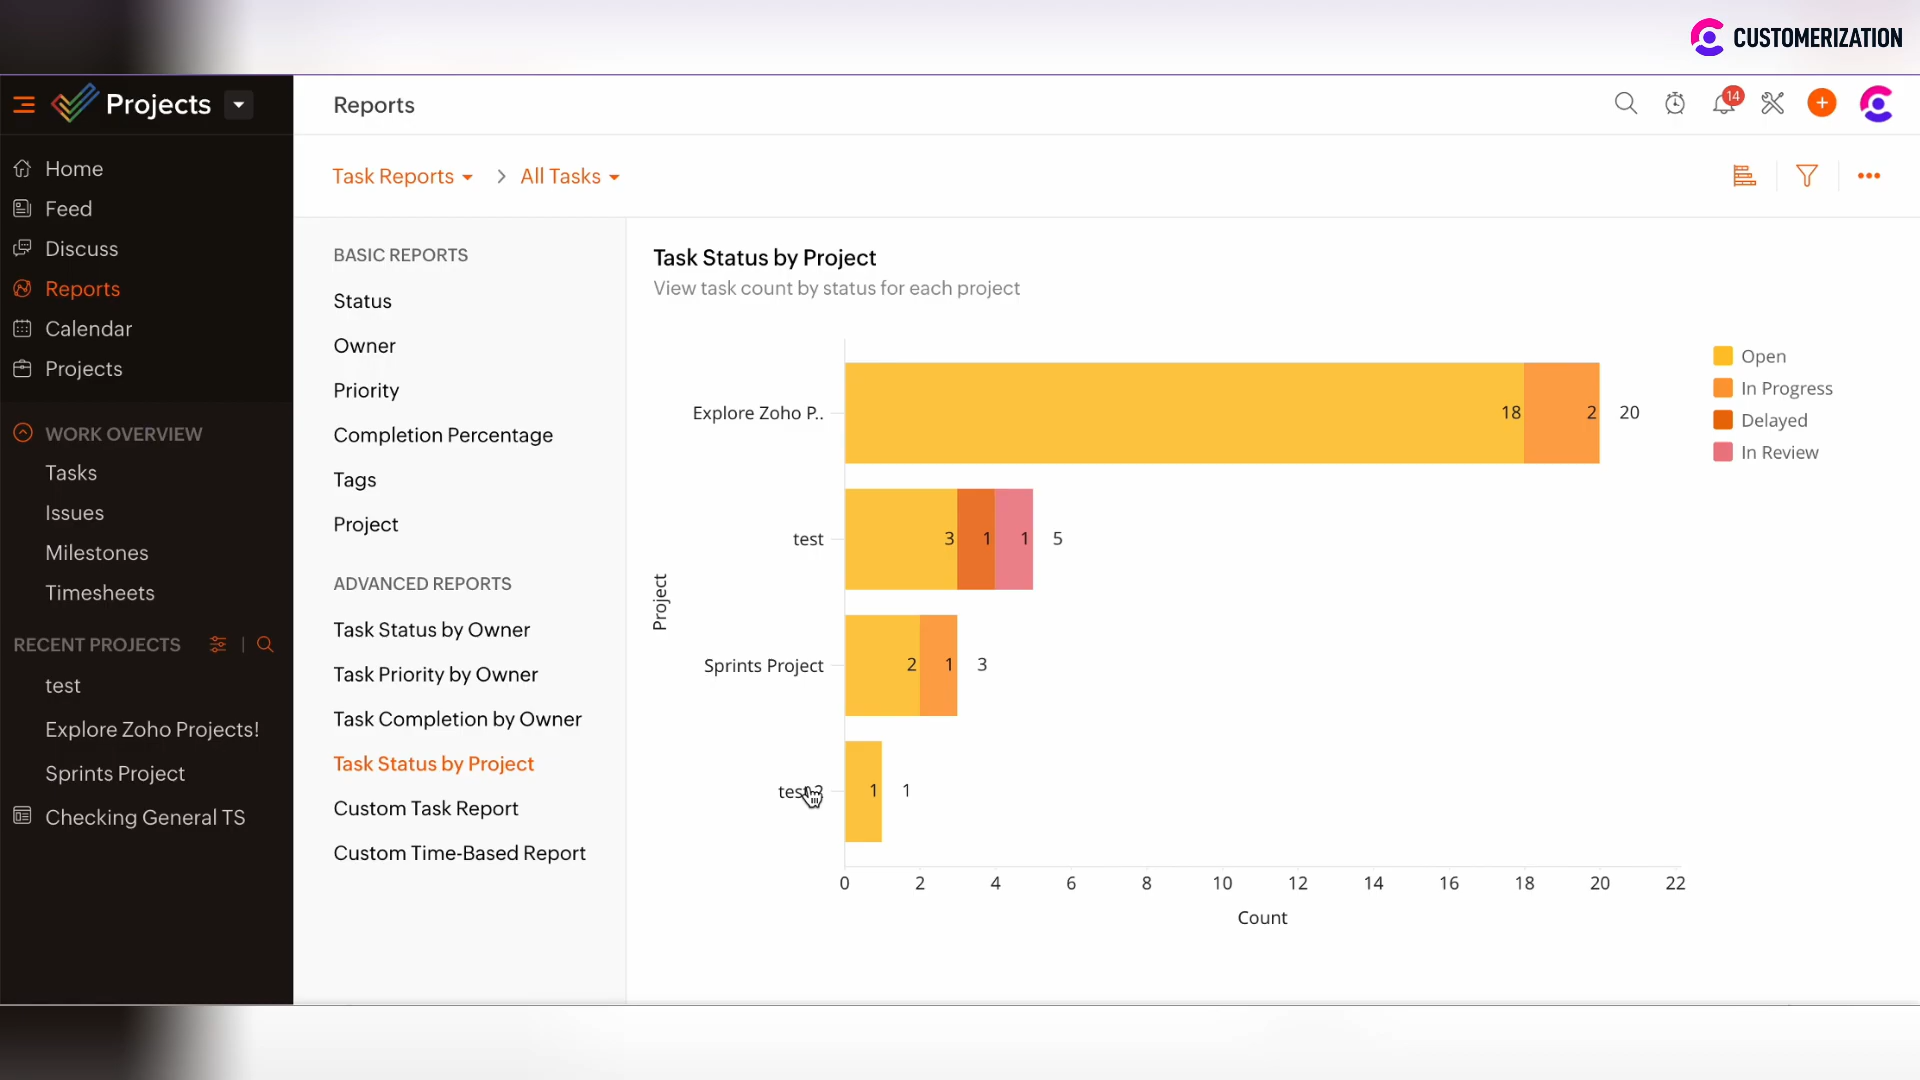 CUSTOMERIZATION
Projects
Reports
14
Home
Feed
Discuss
Reports
Calendar
Projects
WORK OVERVIEW
Tasks
Issues
Milestones
Timesheets
RECENT PROJECTS
test
Explore Zoho Projects!
Sprints Project
Checking General TS
Task Reports
All Tasks
BASIC REPORTS
Status
Owner
Priority
Completion Percentage
Tags
Project
ADVANCED REPORTS
Task Status by Owner
Task Priority by Owner
Task Completion by Owner
Task Status by Project
Custom Task Report
Custom Time-Based Report
Task Status by Project
View task count by status for each project
Open
In Progress
Delayed
In Review
Project
Explore Zoho P.. 18 2 20
test 3 1 1 5
Sprints Project 2 1 3
1 1
0 2 4 6 8 10 12 14 16 18 20 22
Count